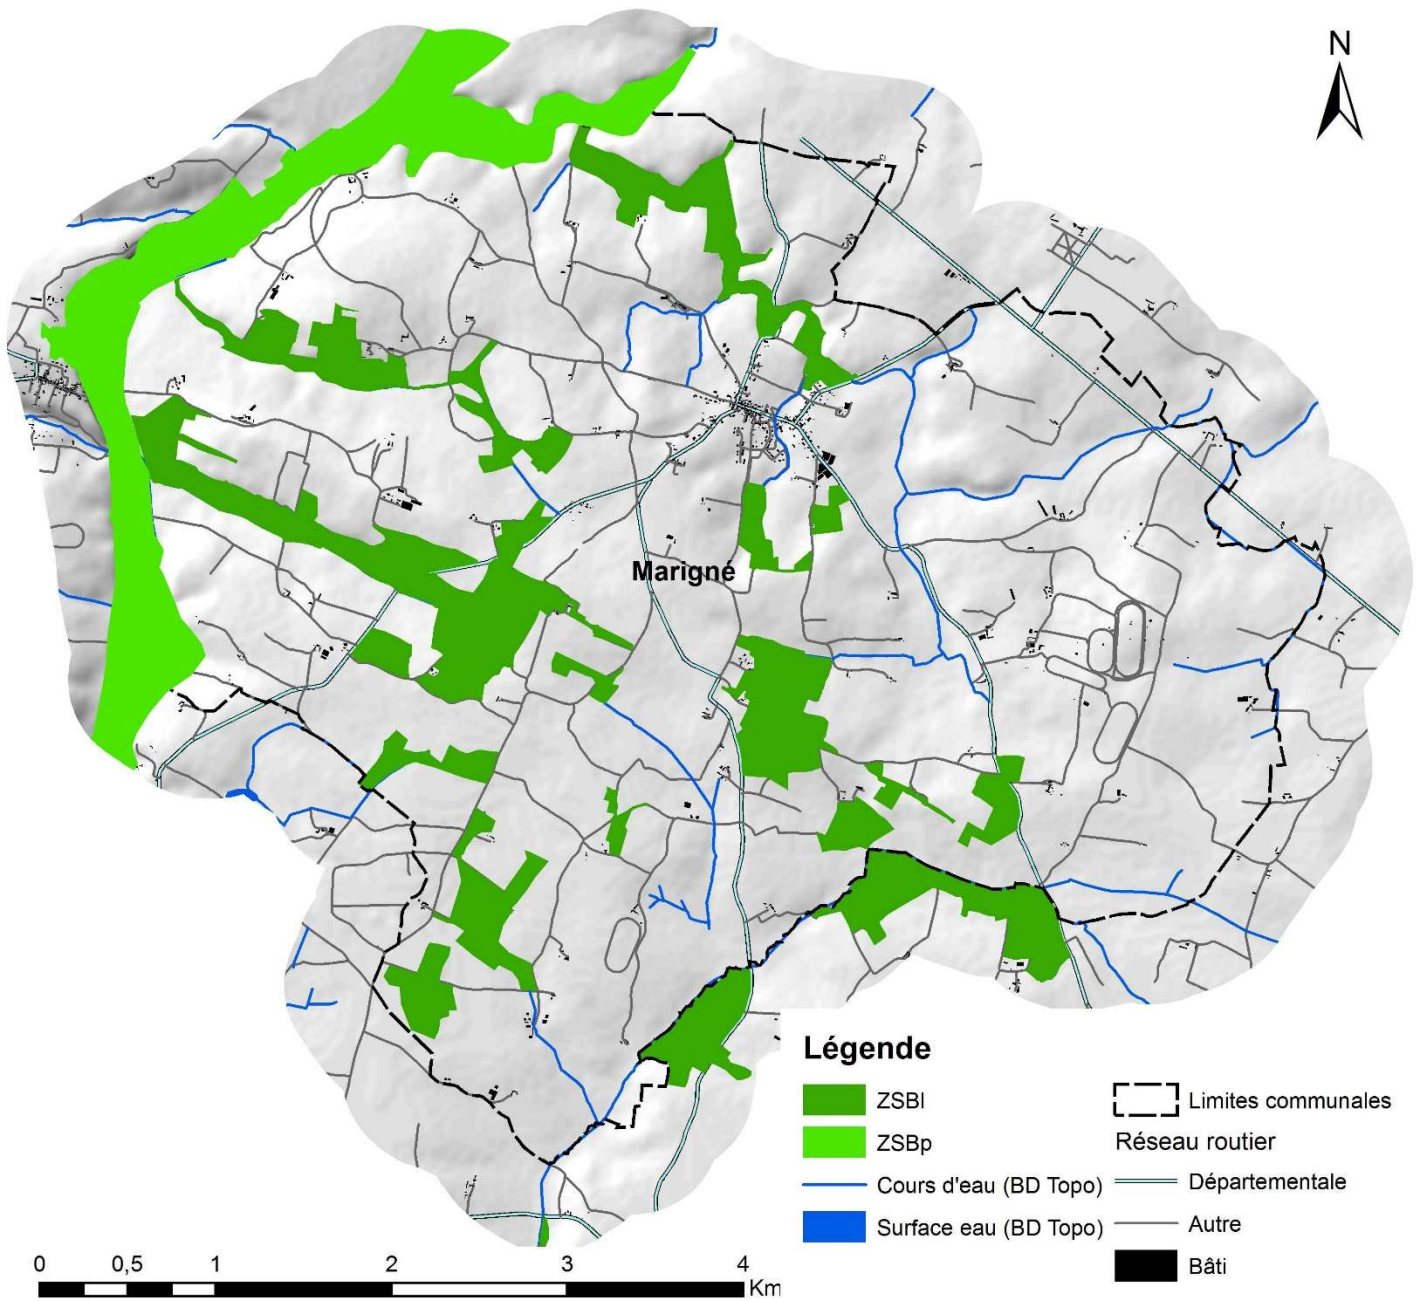 N
Marigné
Légende
ZSBl
ZSBp
Cours d'eau (BD Topo)
Surface eau (BD Topo)
Limites communales
Réseau routier
Départementale
Autre
Bâti
0 0,5 1 2 3 4
Km